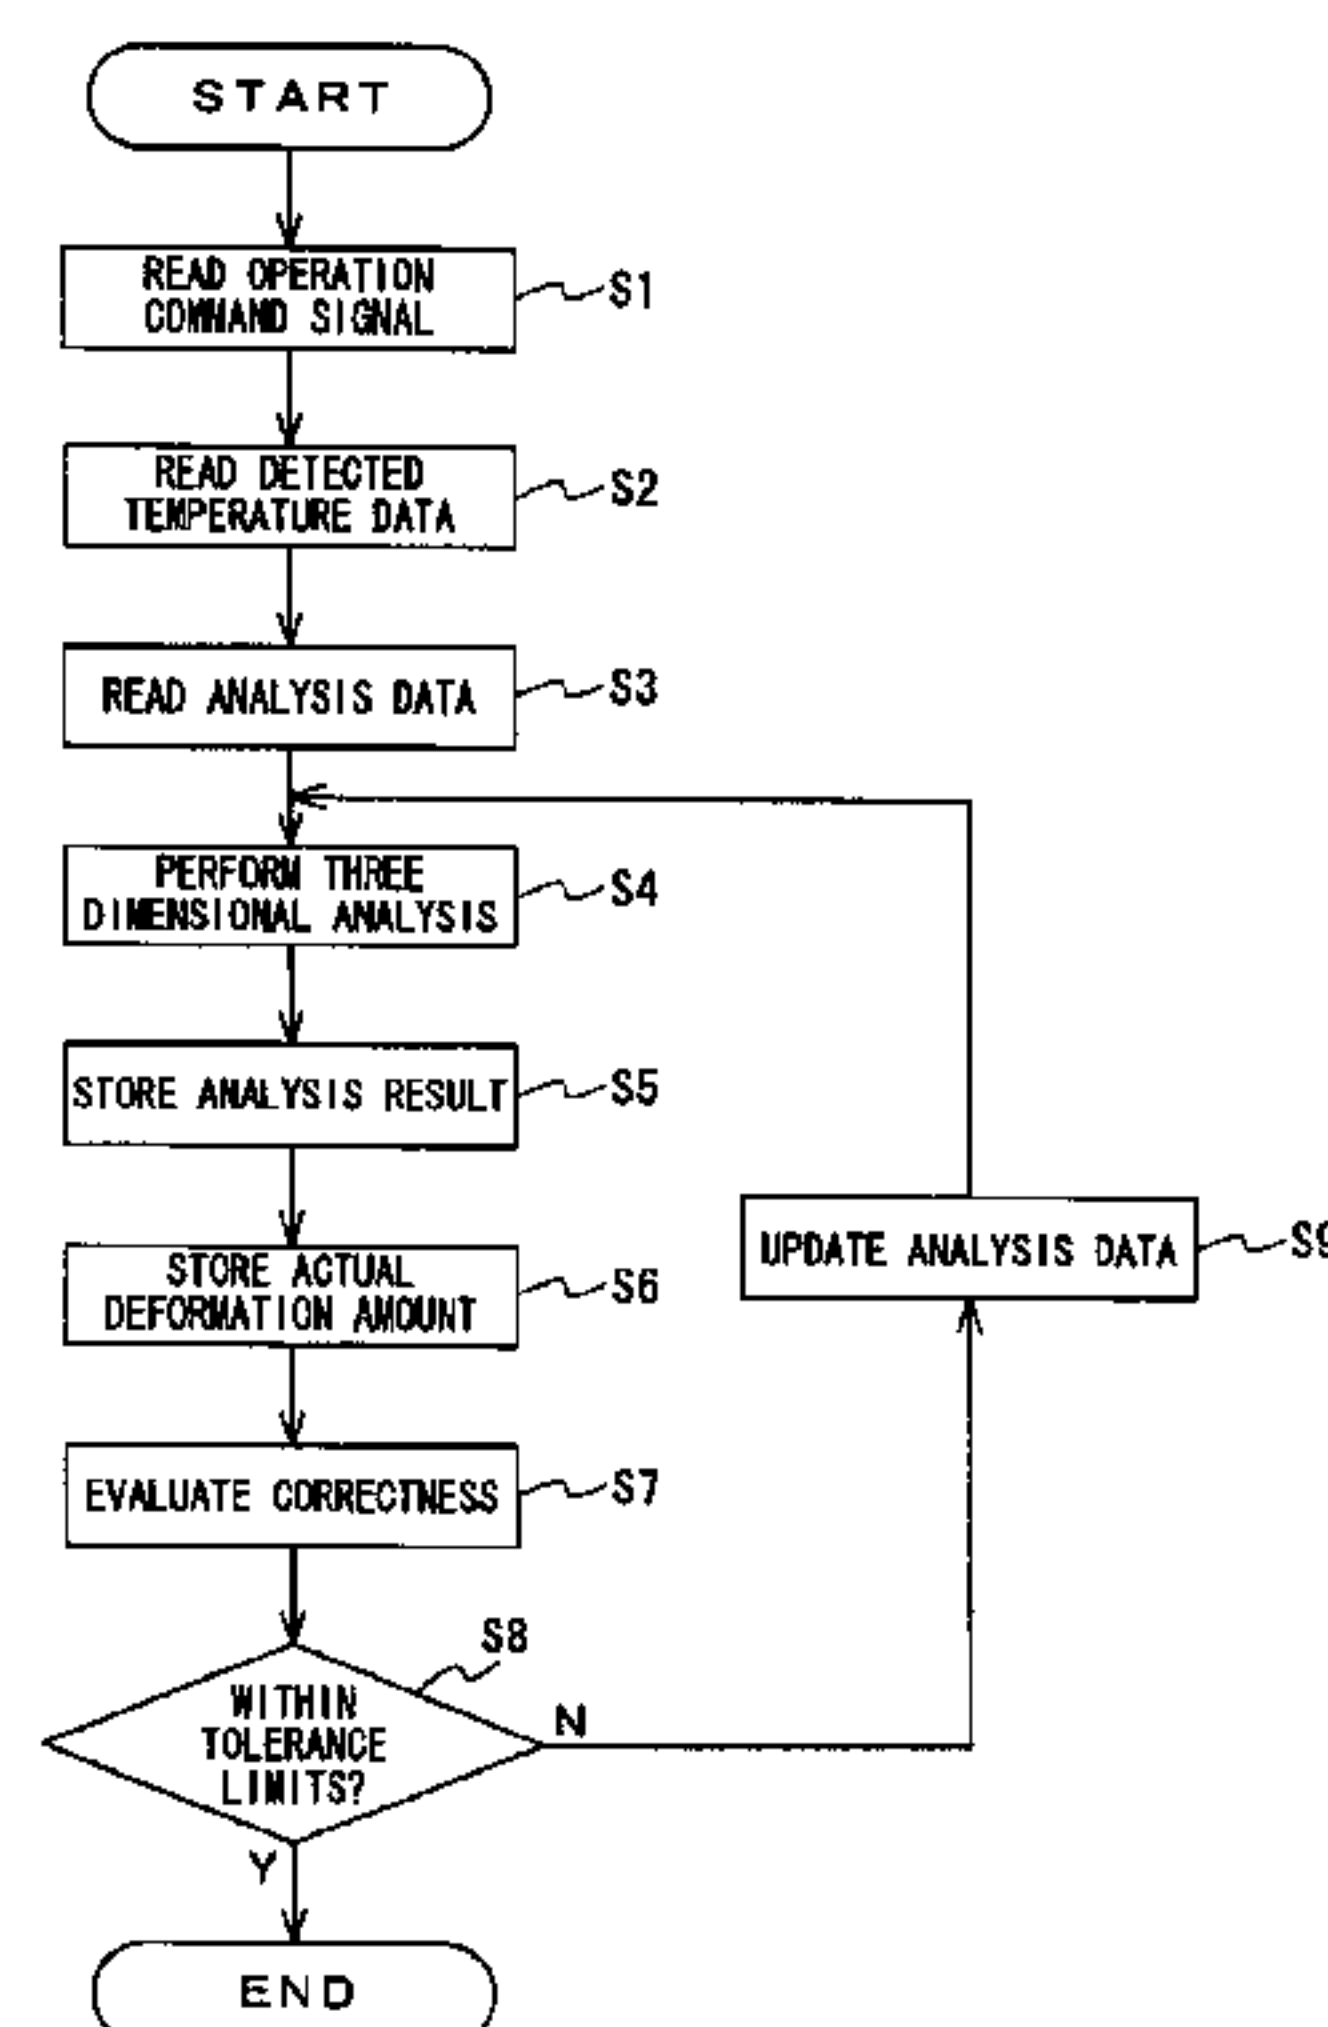 START
READ OPERATION
COMMAND SIGNAL
S1
READ DETECTED
TEMPERATURE DATA
S2
READ ANALYSIS DATA
S3
PERFORM THREE
DIMENSIONAL ANALYSIS
S4
STORE ANALYSIS RESULT
S5
STORE ACTUAL
DEFORMATION AMOUNT
S6
UPDATE ANALYSIS DATA
S9
EVALUATE CORRECTNESS
S7
S8
WITHIN
TOLERANCE
LIMITS?
N
Y
END